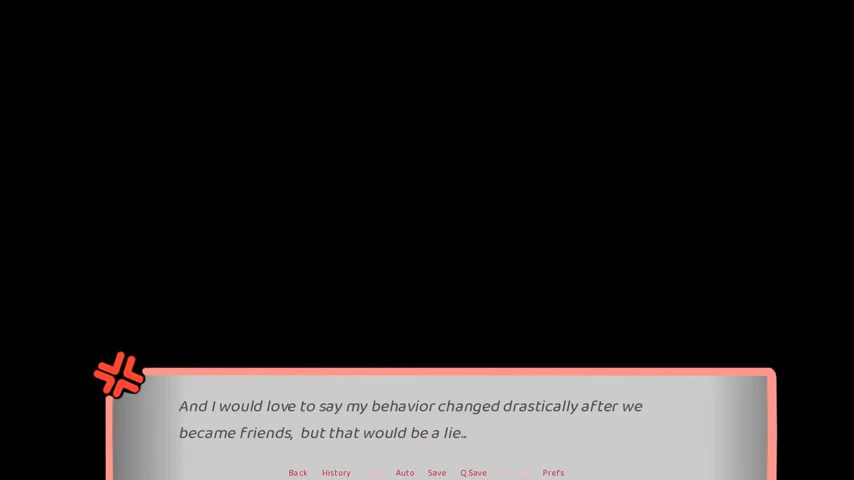 And I would love to say my behavior changed drastically after we
became friends, but that would be a lie...
Back History Auto Save Q.Save Prefs